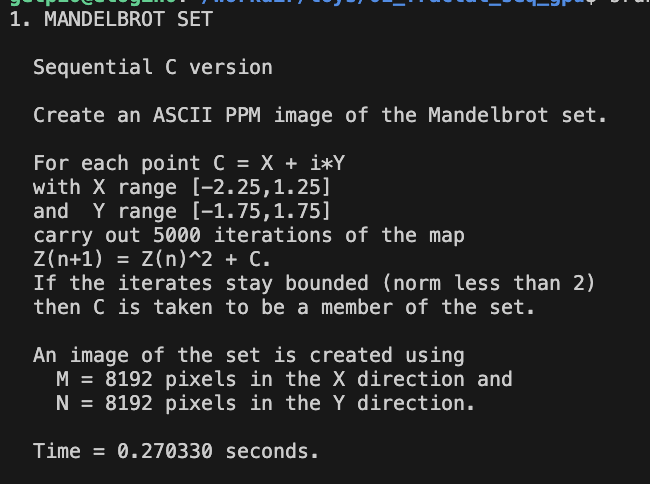 1. MANDELBROT SET
Sequential C version
Create an ASCII PPM image of the Mandelbrot set.
For each point C = X + i*Y
with X range [-2.25,1.25]
and  Y range [-1.75,1.75]
carry out 5000 iterations of the map
Z(n+1) = Z(n)^2 + C.
If the iterates stay bounded (norm less than 2)
then C is taken to be a member of the set.
An image of the set is created using
M = 8192 pixels in the X direction and
N = 8192 pixels in the Y direction.
Time = 0.270330 seconds.